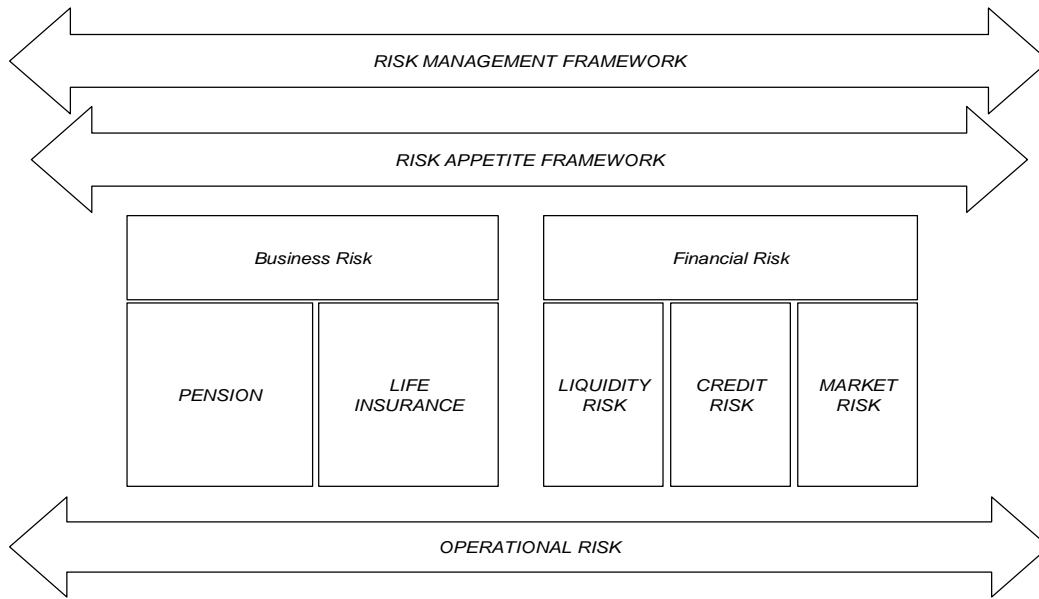 RISK MANAGEMENT FRAMEWORK
RISK APPETITE FRAMEWORK
Business Risk
Financial Risk
PENSION
LIFE
INSURANCE
LIQUIDITY
RISK
CREDIT
RISK
MARKET
RISK
OPERATIONAL RISK